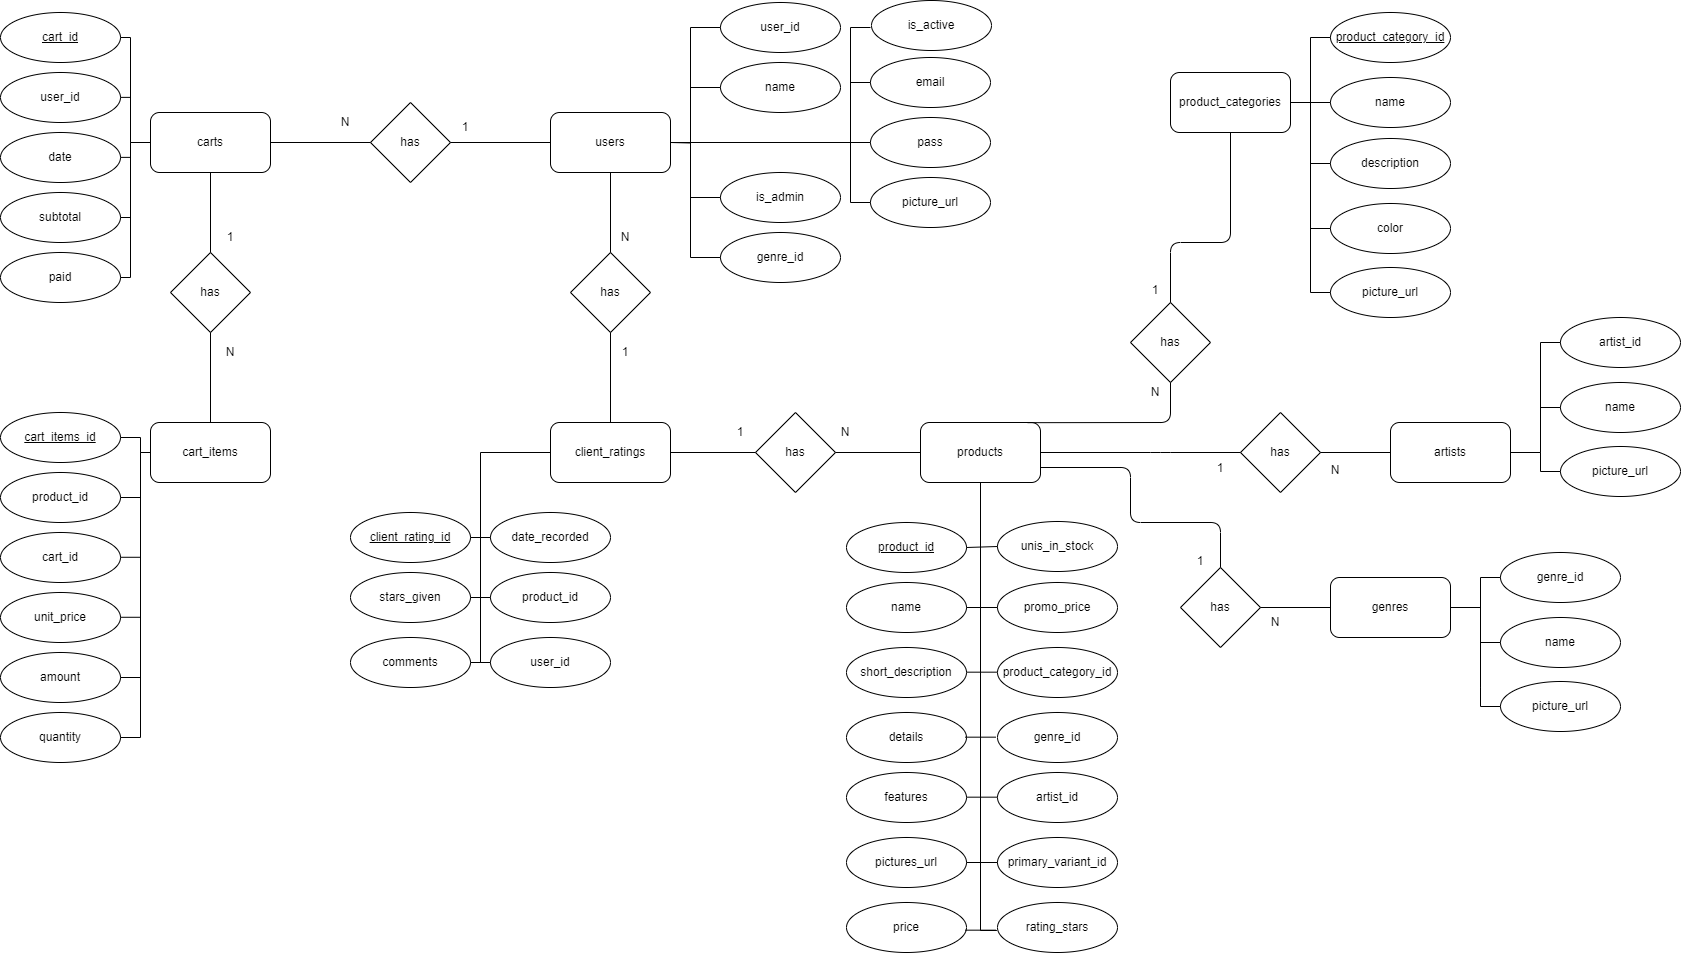 cart_id
user_id
date
subtotal
paid
carts
N
has
1
users
user_id
name
is_admin
genre_id
is_active
email
pass
picture_url
product_categories
product_category_id
name
description
color
picture_url
1
has
N
N
has
1
1
has
N
cart_items_id
product_id
cart_id
unit_price
amount
quantity
cart_items
client_ratings
client_rating_id
date_recorded
stars_given
product_id
comments
user_id
1
has
N
products
product_id
unis_in_stock
name
promo_price
short_description
product_category_id
details
genre_id
features
artist_id
pictures_url
primary_variant_id
price
rating_stars
1
has
N
artists
artist_id
name
picture_url
1
has
N
genres
genre_id
name
picture_url